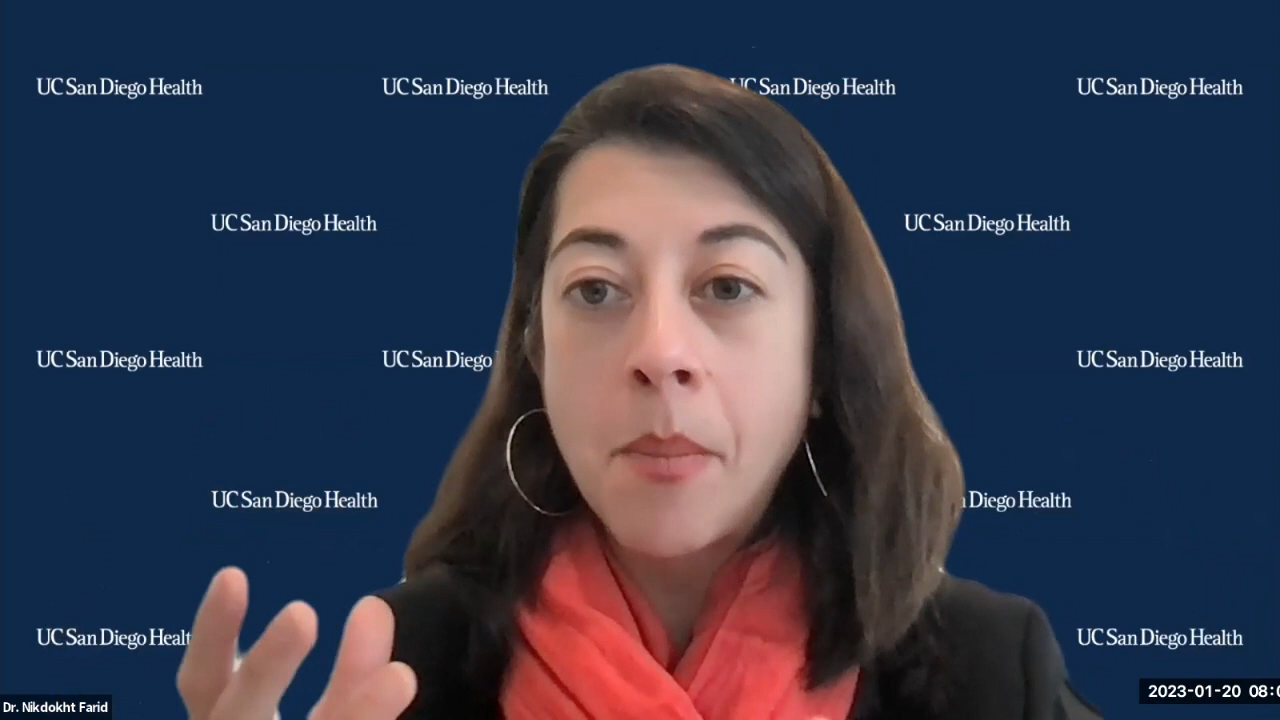 UC San Diego Health UC San Diego Health UC San Diego Health UC San Diego Health
UC San Diego Health UC San Diego Health
UC San Diego Health UC San Diego UC San Diego Health
UC San Diego Health Diego Health
UC San Diego Healt UC San Diego Health
2023-01-20 08:0
Dr. Nikdokht Farid